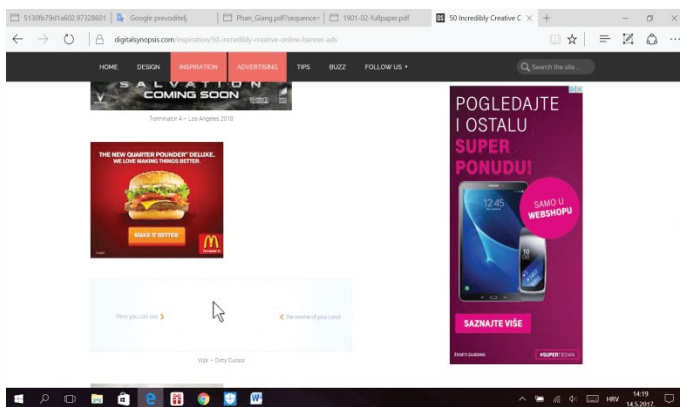 5130fb79d1a602.97328601
Google prevoditelj
Phan_Giang.pdf?sequence=
1901-02-fullpaper.pdf
50 Incredibly Creative C
digitalsynopsis.com/inspiration/50-incredibly-creative-online-banner-ads
HOME DESIGN INSPIRATION ADVERTISING TIPS BUZZ FOLLOW US
Search the site ...
SALVATION
COMING SOON
Terminator 4 – Los Angeles 2018
THE NEW QUARTER POUNDER® DELUXE.
WE LOVE MAKING THINGS BETTER.
MAKE IT BETTER
Here you can see
the reverse of your cursor
Vizir – Dirty Cursor
POGLEDAJTE
I OSTALU
SUPER
PONUDU!
12:45
SAMO U
WEBSHOPU
SAZNAJTE VIŠE
#SUPERTJEDAN
HRV
14:19
14.5.2017.